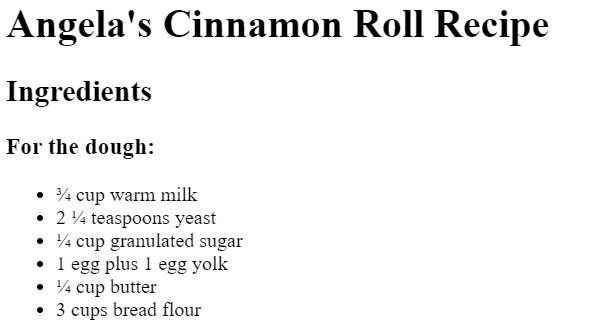 Angela's Cinnamon Roll Recipe
Ingredients
For the dough:
• ¾ cup warm milk
• 2 ¼ teaspoons yeast
• ¼ cup granulated sugar
• 1 egg plus 1 egg yolk
• ¼ cup butter
• 3 cups bread flour